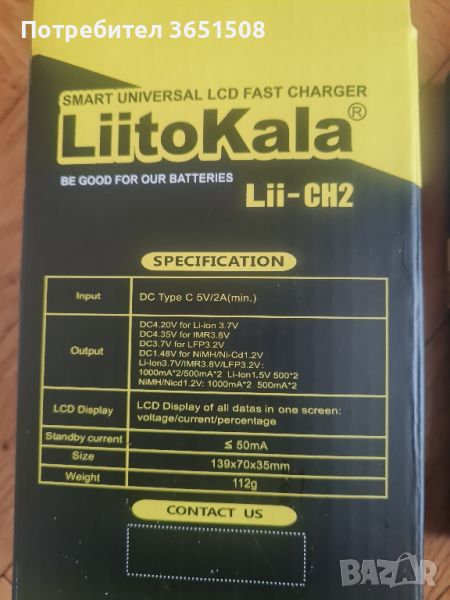 Потребител 3651508
SMART UNIVERSAL LCD FAST CHARGER
LiitoKala®
BE GOOD FOR OUR BATTERIES
Lii-CH2
SPECIFICATION
Input DC Type C 5V/2A(min.)
Output
DC4.20V for Li-ion 3.7V
DC4.35V for IMR3.8V
DC3.7V for LFP3.2V
DC1.48V for NiMH/Ni-Cd1.2V
Li-Ion3.7V/IMR3.8V/LFP3.2V:
1000mA*2/500mA*2 Li-Ion1.5V 500*2
NiMH/Nicd1.2V: 1000mA*2 500mA*2
LCD Display
LCD Display of all datas in one screen:
voltage/current/percentage
Standby current ≤ 50mA
Size 139x70x35mm
Weight 112g
CONTACT US
BAZAR